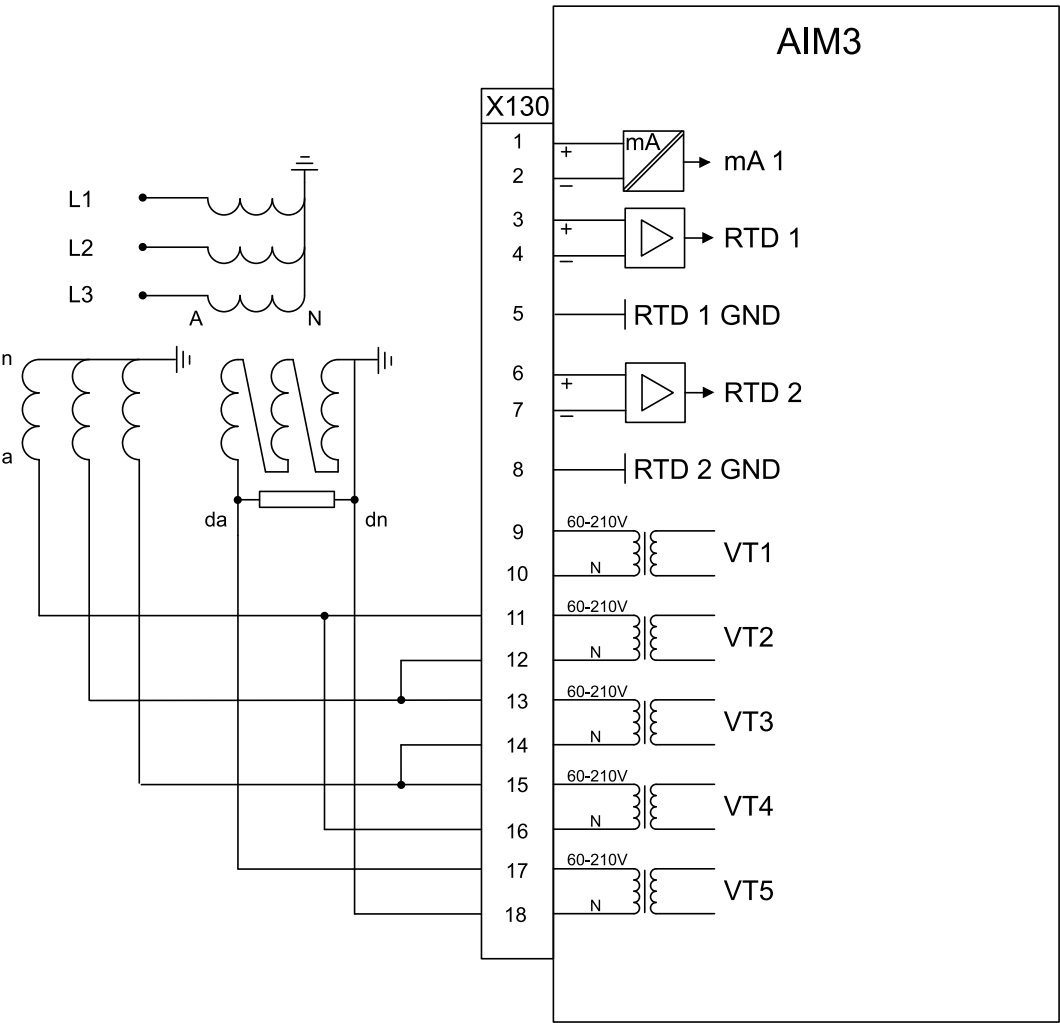 AIM3
X130
1
+
mA
mA 1
2
–
3
+
RTD 1
4
–
5
RTD 1 GND
6
+
RTD 2
7
–
8
RTD 2 GND
9
60-210V
VT1
10
N
11
60-210V
VT2
12
N
13
60-210V
VT3
14
N
15
60-210V
VT4
16
N
17
60-210V
VT5
18
N
L1
L2
L3
A
N
n
a
da
dn